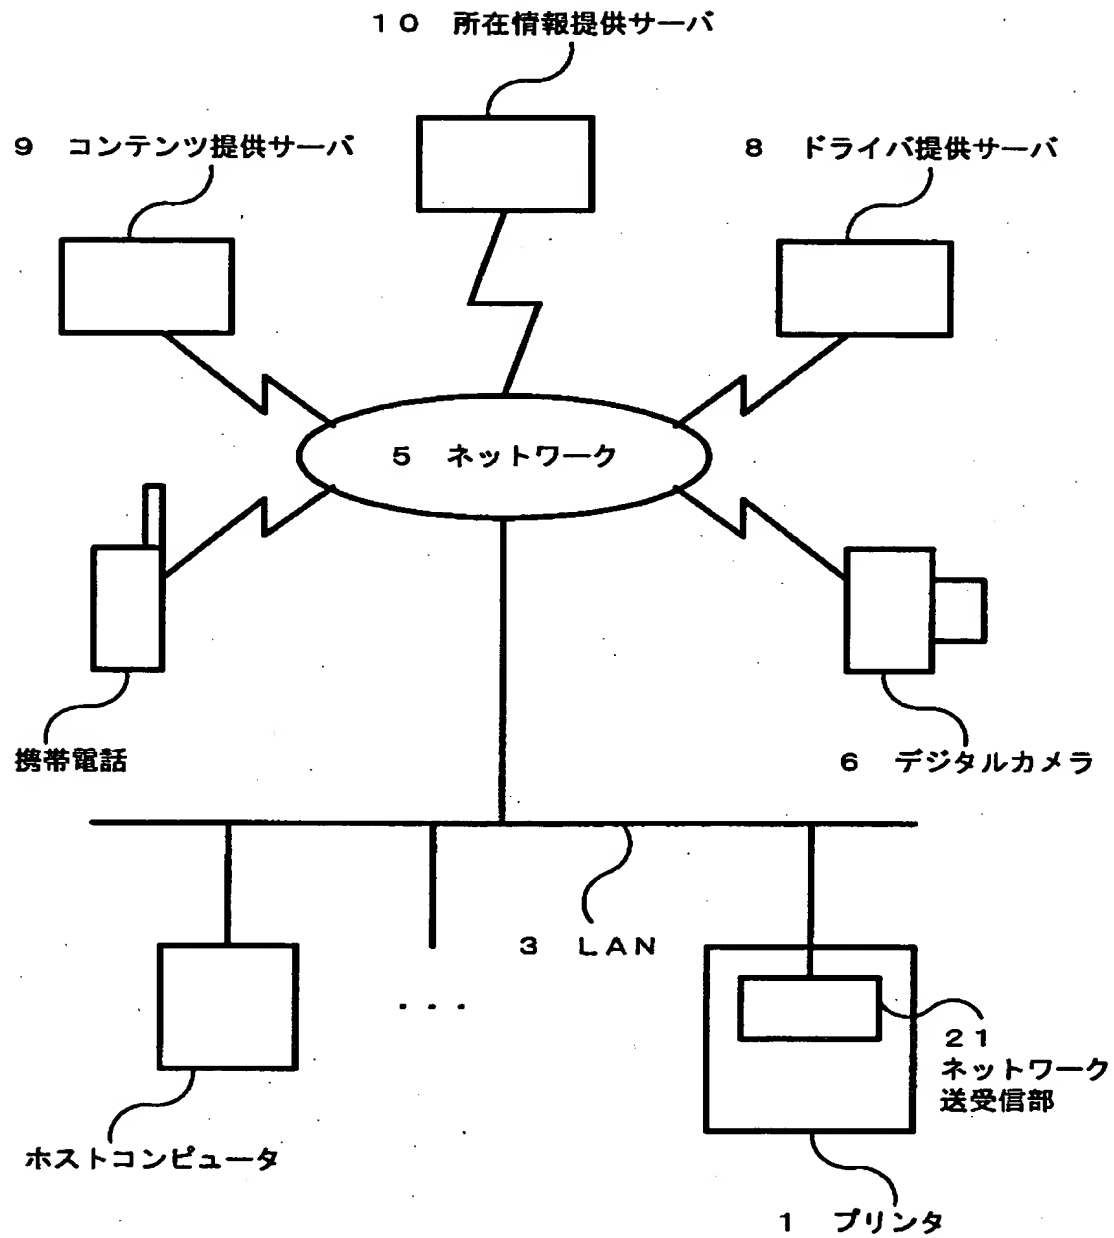 １０　所在情報提供サーバ
９　コンテンツ提供サーバ
８　ドライバ提供サーバ
５　ネットワーク
携帯電話
６　デジタルカメラ
３　ＬＡＮ
・・・
２１
ネットワーク
送受信部
ホストコンピュータ
１　プリンタ